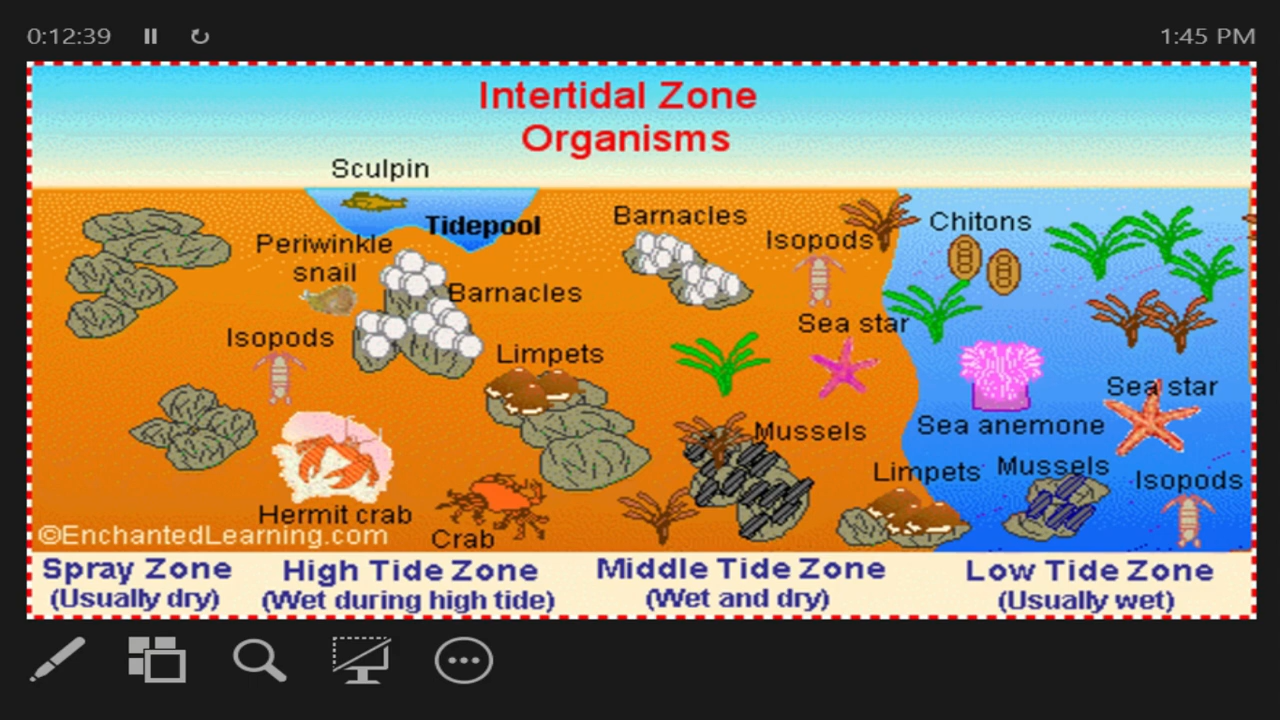 0:12:39
1:45 PM
Intertidal Zone
Organisms
Sculpin
Tidepool
Periwinkle
snail
Barnacles
Isopods
Limpets
Hermit crab
Crab
Barnacles
Isopods
Sea star
Mussels
Limpets
Chitons
Sea anemone
Sea star
Mussels
Isopods
©EnchantedLearning.com
Spray Zone
(Usually dry)
High Tide Zone
(Wet during high tide)
Middle Tide Zone
(Wet and dry)
Low Tide Zone
(Usually wet)